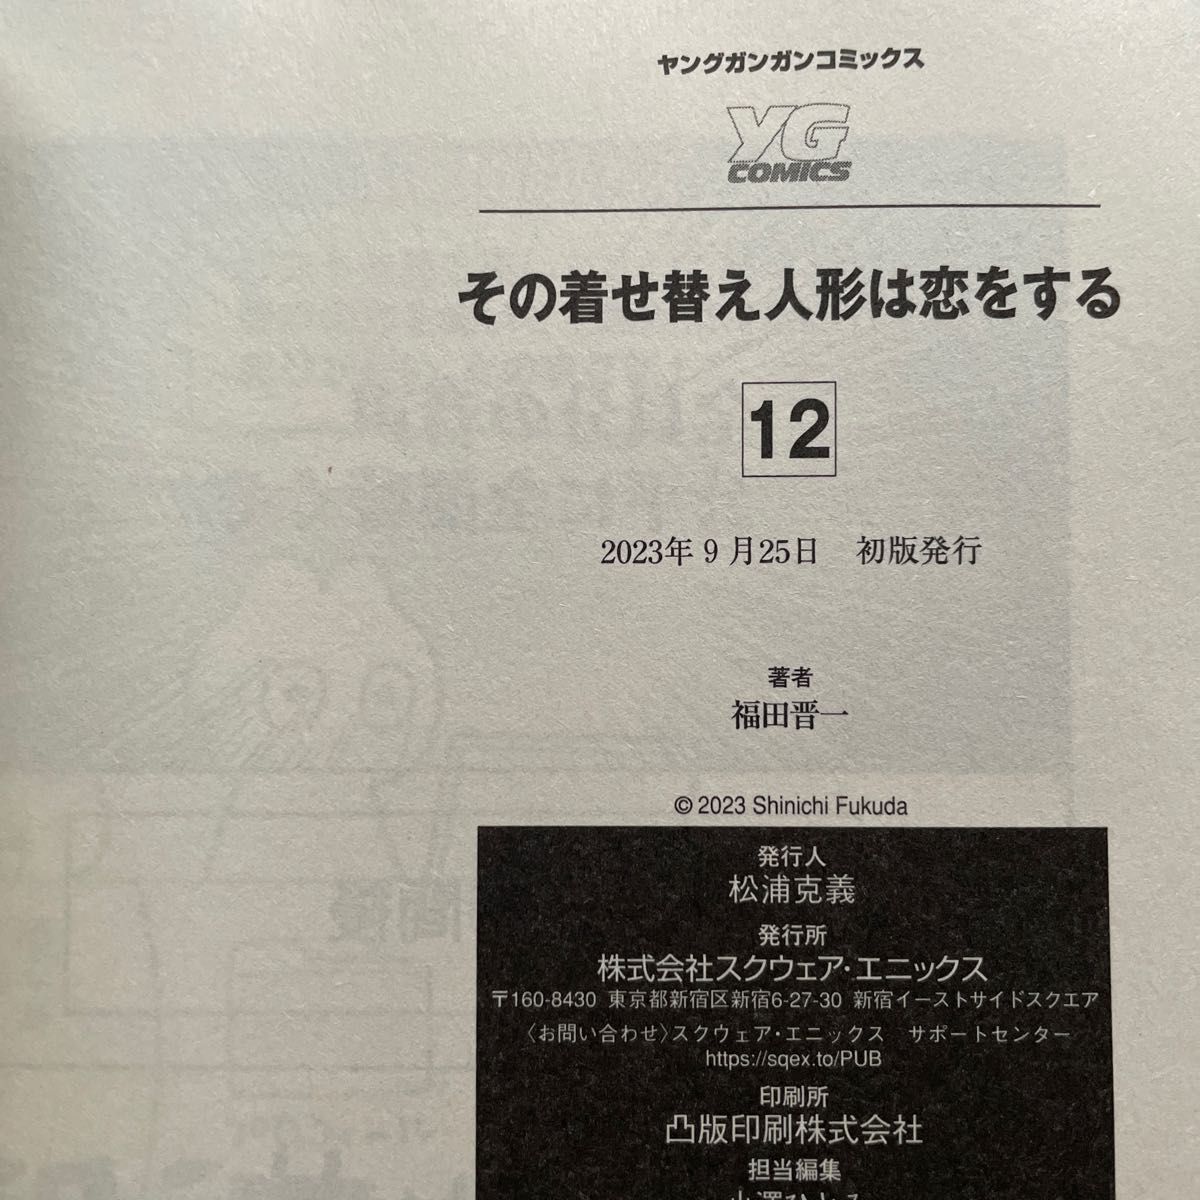 ヤングガンガンコミックス
YG
COMICS
その着せ替え人形は恋をする
12
2023年9月25日　初版発行
著者
福田晋一
© 2023 Shinichi Fukuda
発行人
松浦克義
発行所
株式会社スクウェア・エニックス
〒160-8430 東京都新宿区新宿6-27-30 新宿イーストサイドスクエア
〈お問い合わせ〉スクウェア・エニックス　サポートセンター
https://sqex.to/PUB
印刷所
凸版印刷株式会社
担当編集